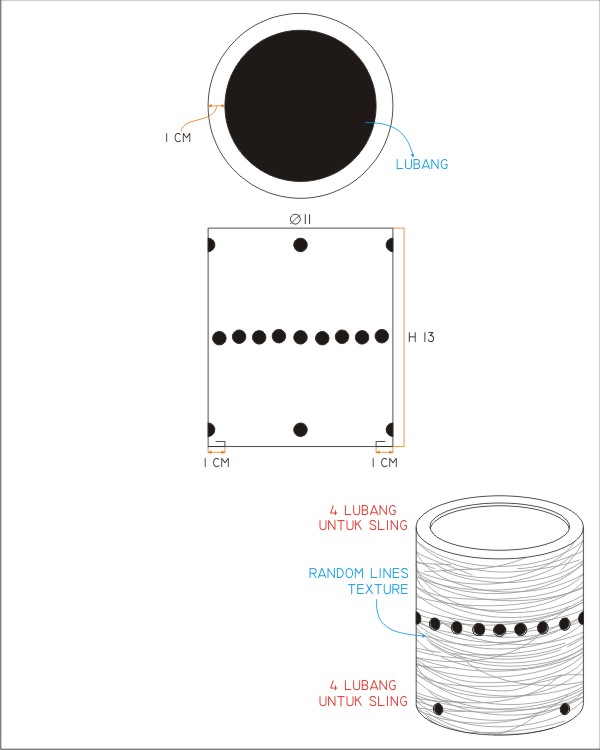 1 CM
LUBANG
Ø11
H 13
1 CM
1 CM
4 LUBANG
UNTUK SLING
RANDOM LINES
TEXTURE
4 LUBANG
UNTUK SLING